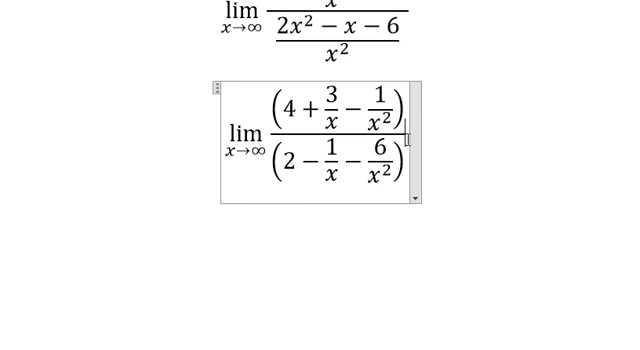 lim x→∞ x / ((2x² − x − 6) / x²)
lim x→∞ (4 + 3/x − 1/x²) / (2 − 1/x − 6/x²)